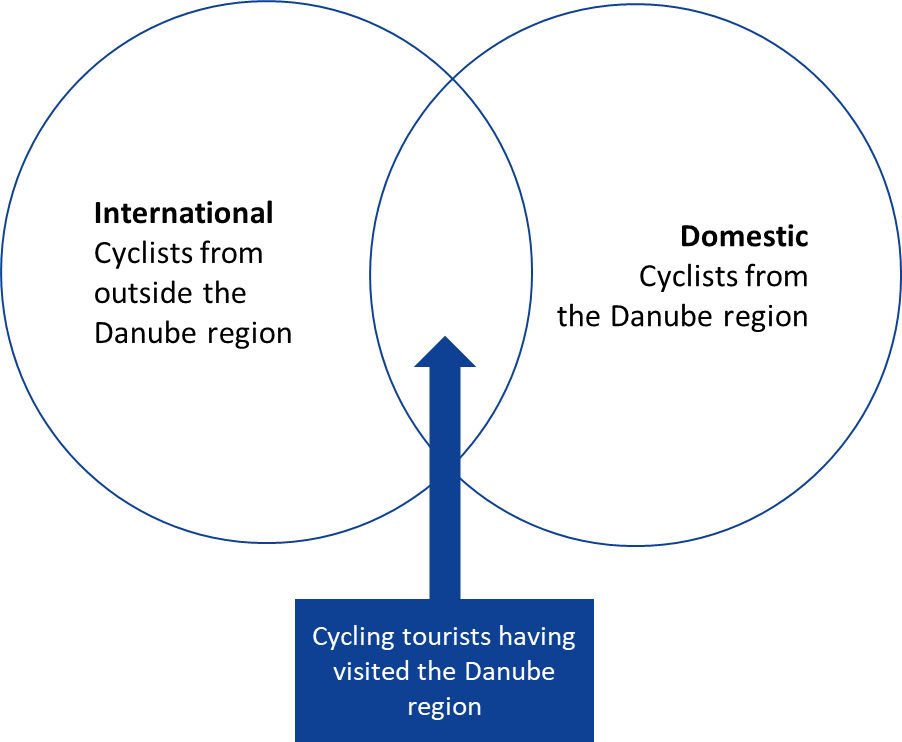 International
Cyclists from
outside the
Danube region
Domestic
Cyclists from
the Danube region
Cycling tourists having
visited the Danube
region